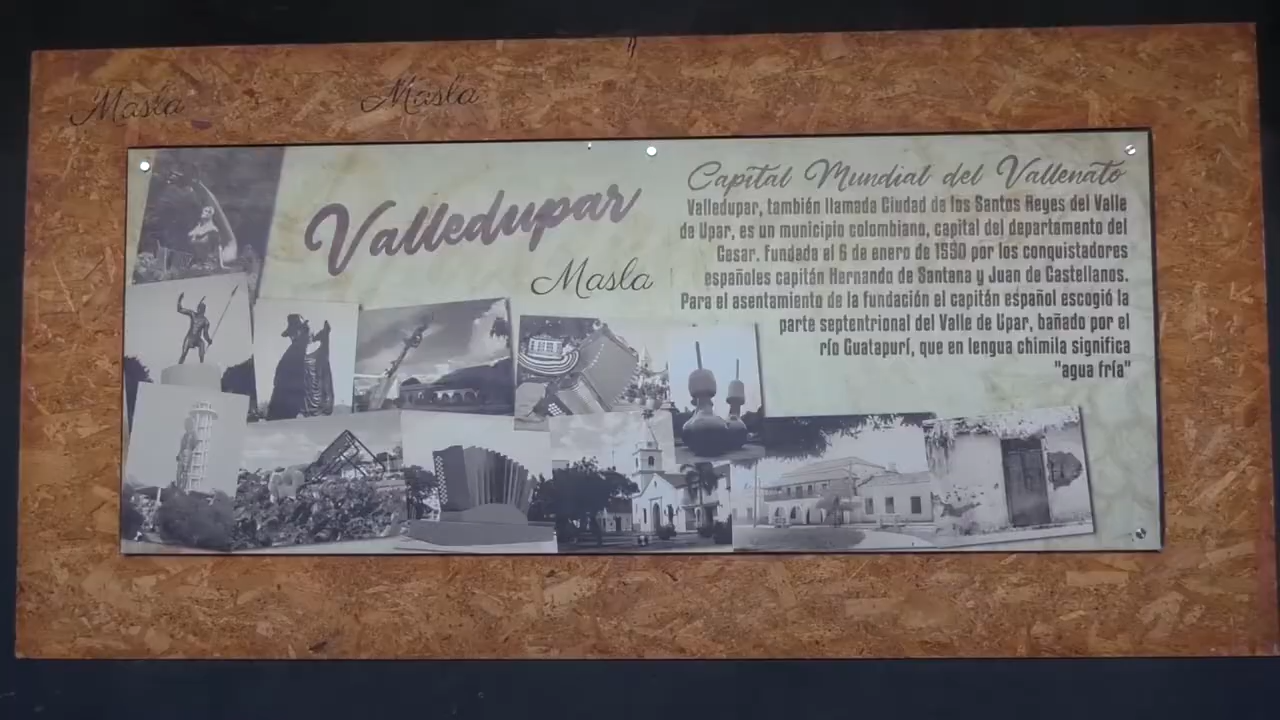 Masla
Masla
Valledupar
Masla
Capital Mundial del Vallenato
Valledupar, también llamada Ciudad de los Santos Reyes del Valle
de Upar, es un municipio colombiano, capital del departamento del
Cesar. Fundada el 6 de enero de 1550 por los conquistadores
españoles capitán Hernando de Santana y Juan de Castellanos.
Para el asentamiento de la fundación el capitán español escogió la
parte septentrional del Valle de Upar, bañado por el
río Guatapurí, que en lengua chimila significa
"agua fría"